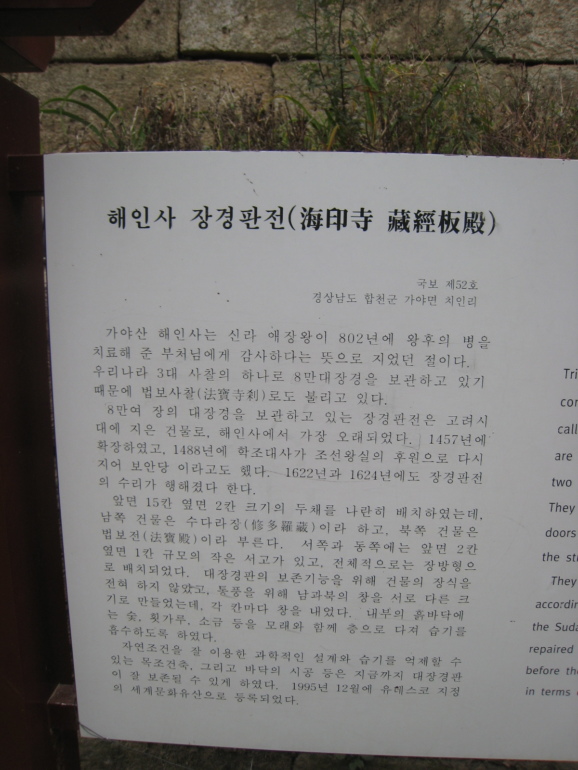 해인사 장경판전(海印寺 藏經板殿)
국보 제52호
경상남도 합천군 가야면 치인리
가야산 해인사는 신라 애장왕이 802년에 왕후의 병을
치료해 준 부처님에게 감사하다는 뜻으로 지었던 절이다.
우리나라 3대 사찰의 하나로 8만대장경을 보관하고 있기
때문에 법보사찰(法寶寺刹)로도 불리고 있다.
8만여 장의 대장경을 보관하고 있는 장경판전은 고려시
대에 지은 건물로, 해인사에서 가장 오래되었다. 1457년에
확장하였고, 1488년에 학조대사가 조선왕실의 후원으로 다시
지어 보안당 이라고도 했다. 1622년과 1624년에도 장경판전
의 수리가 행해졌다 한다.
앞면 15칸 옆면 2칸 크기의 두채를 나란히 배치하였는데,
남쪽 건물은 수다라장(修多羅藏)이라 하고, 북쪽 건물은
법보전(法寶殿)이라 부른다. 서쪽과 동쪽에는 앞면 2칸
옆면 1칸 규모의 작은 서고가 있고, 전체적으로는 장방형으
로 배치되었다. 대장경판의 보존기능을 위해 건물의 장식을
전혀 하지 않았고, 통풍을 위해 남과북의 창을 서로 다른 크
기로 만들었는데, 각 칸마다 창을 내었다. 내부의 흙바닥에
는 숯, 횟가루, 소금 등을 모래와 함께 층으로 다져 습기를
흡수하도록 하였다.
자연조건을 잘 이용한 과학적인 설계와 습기를 억제할 수
있는 목조건축, 그리고 바닥의 시공 등은 지금까지 대장경판
이 잘 보존될 수 있게 하였다. 1995년 12월에 유네스코 지정
의 세계문화유산으로 등록되었다.
Tri
con
call
are
two
They
doors
the st
They
accordin
the Suda
repaired
before the
in terms